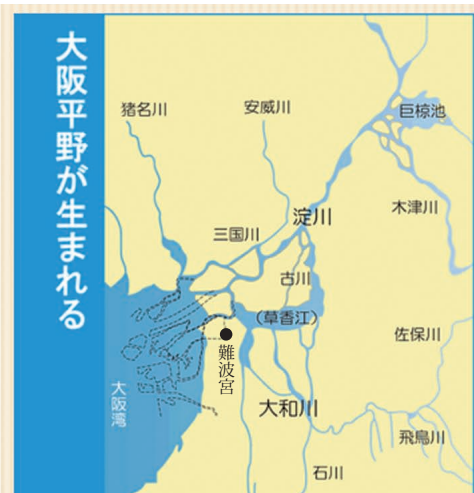 大阪平野が生まれる
猪名川
安威川
巨椋池
木津川
淀川
三国川
古川
(草香江)
佐保川
難波宮
大阪湾
大和川
飛鳥川
石川